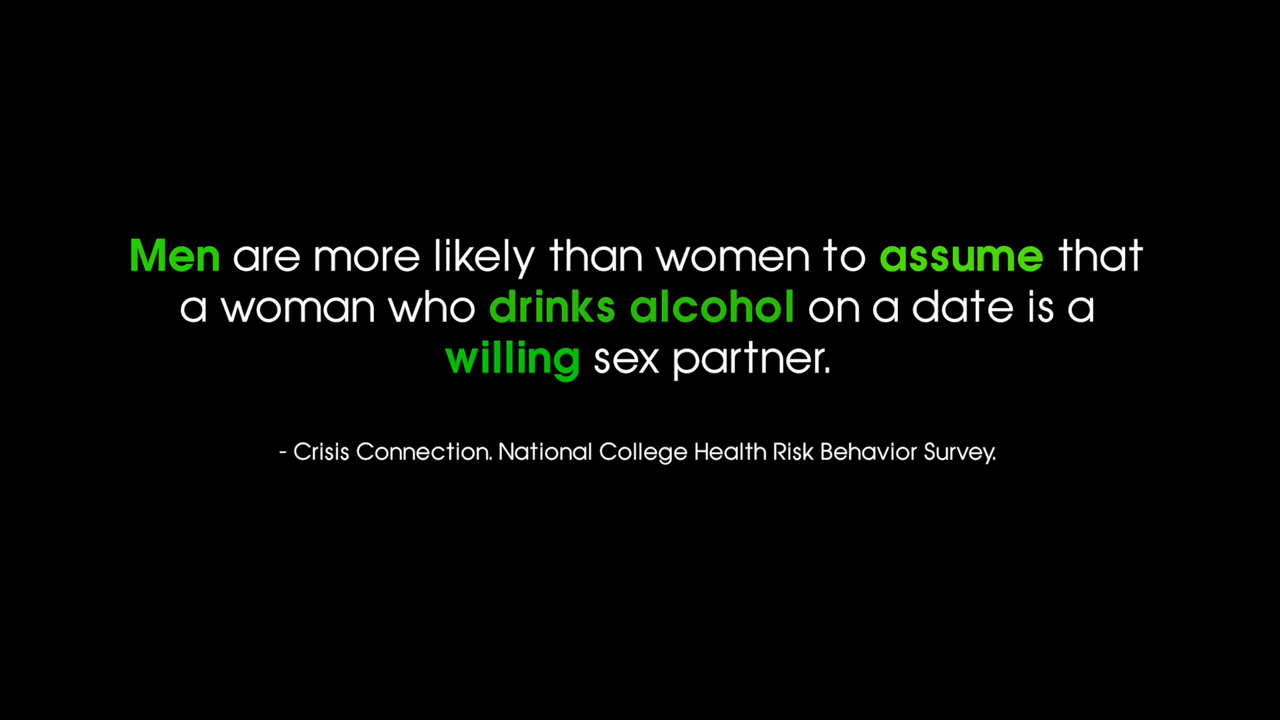 Men are more likely than women to assume that
a woman who drinks alcohol on a date is a
willing sex partner.
- Crisis Connection. National College Health Risk Behavior Survey.